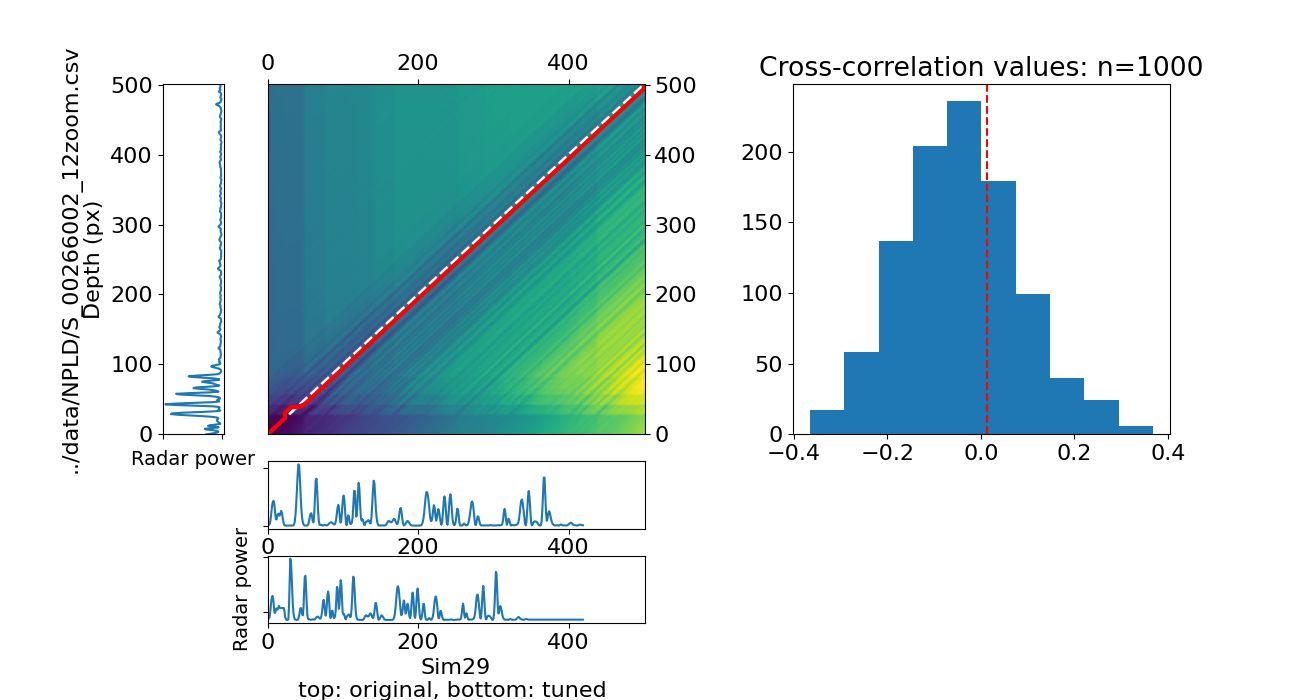 ../data/NPLD/S_00266002_12zoom.csv
Depth (px)
500
400
300
200
100
0
Radar power
0 200 400
500
400
300
200
100
0
0 200 400
Radar power
0 200 400
Sim29
top: original, bottom: tuned
Cross-correlation values: n=1000
200
150
100
50
0
−0.4 −0.2 0.0 0.2 0.4